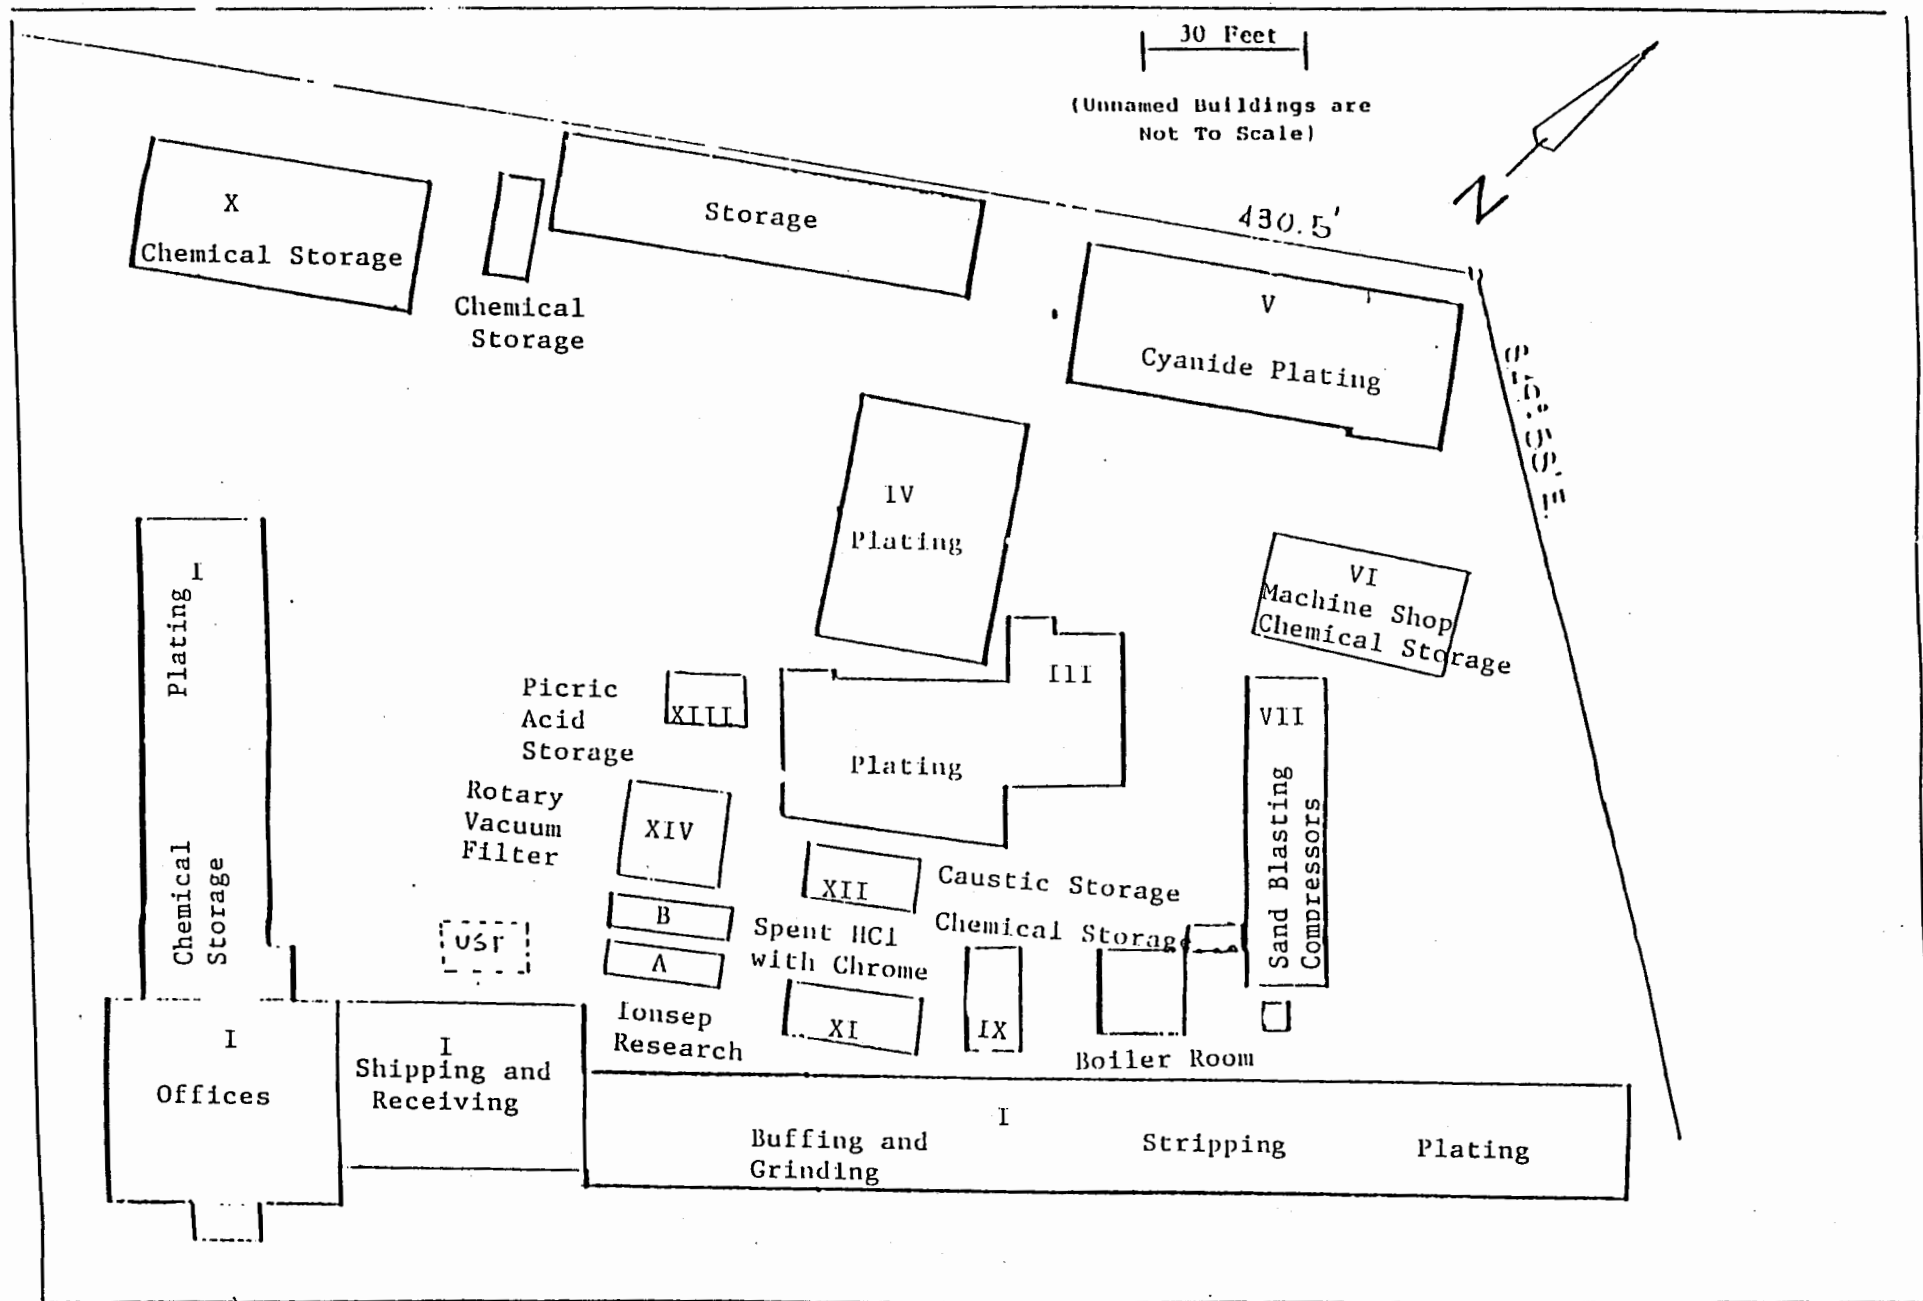 30 Feet
(Unnamed Buildings are
Not To Scale)
N
430.5'
X
Chemical Storage
Chemical
Storage
Storage
V
Cyanide Plating
IV
Plating
VI
Machine Shop
Chemical Storage
I
Plating
Chemical
Storage
Picric
Acid
Storage
XIII
III
Plating
VII
Sand Blasting
Compressors
Rotary
Vacuum
Filter
XIV
XII
Caustic Storage
B
A
UST
Spent HCl
with Chrome
Chemical Storage
Ionsep
Research
XI
IX
Boiler Room
I
Offices
I
Shipping and
Receiving
I
Buffing and
Grinding
Stripping
Plating